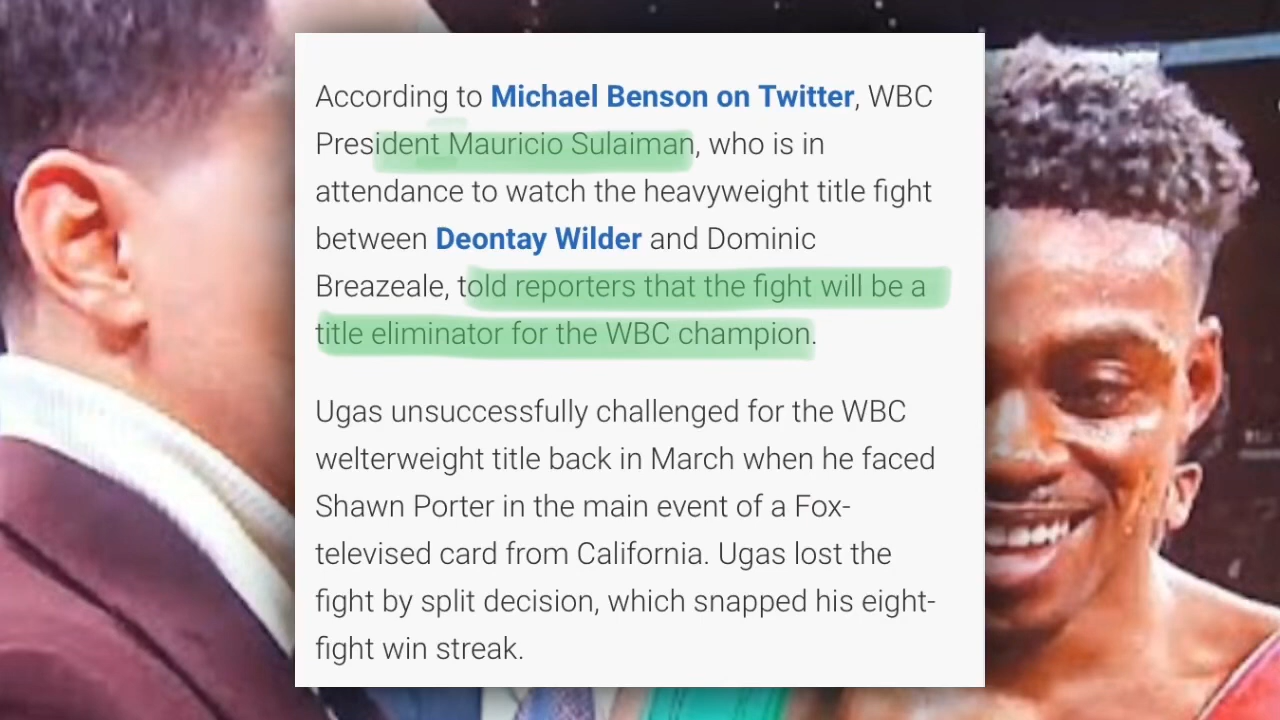 According to Michael Benson on Twitter, WBC
President Mauricio Sulaiman, who is in
attendance to watch the heavyweight title fight
between Deontay Wilder and Dominic
Breazeale, told reporters that the fight will be a
title eliminator for the WBC champion.
Ugas unsuccessfully challenged for the WBC
welterweight title back in March when he faced
Shawn Porter in the main event of a Fox-
televised card from California. Ugas lost the
fight by split decision, which snapped his eight-
fight win streak.